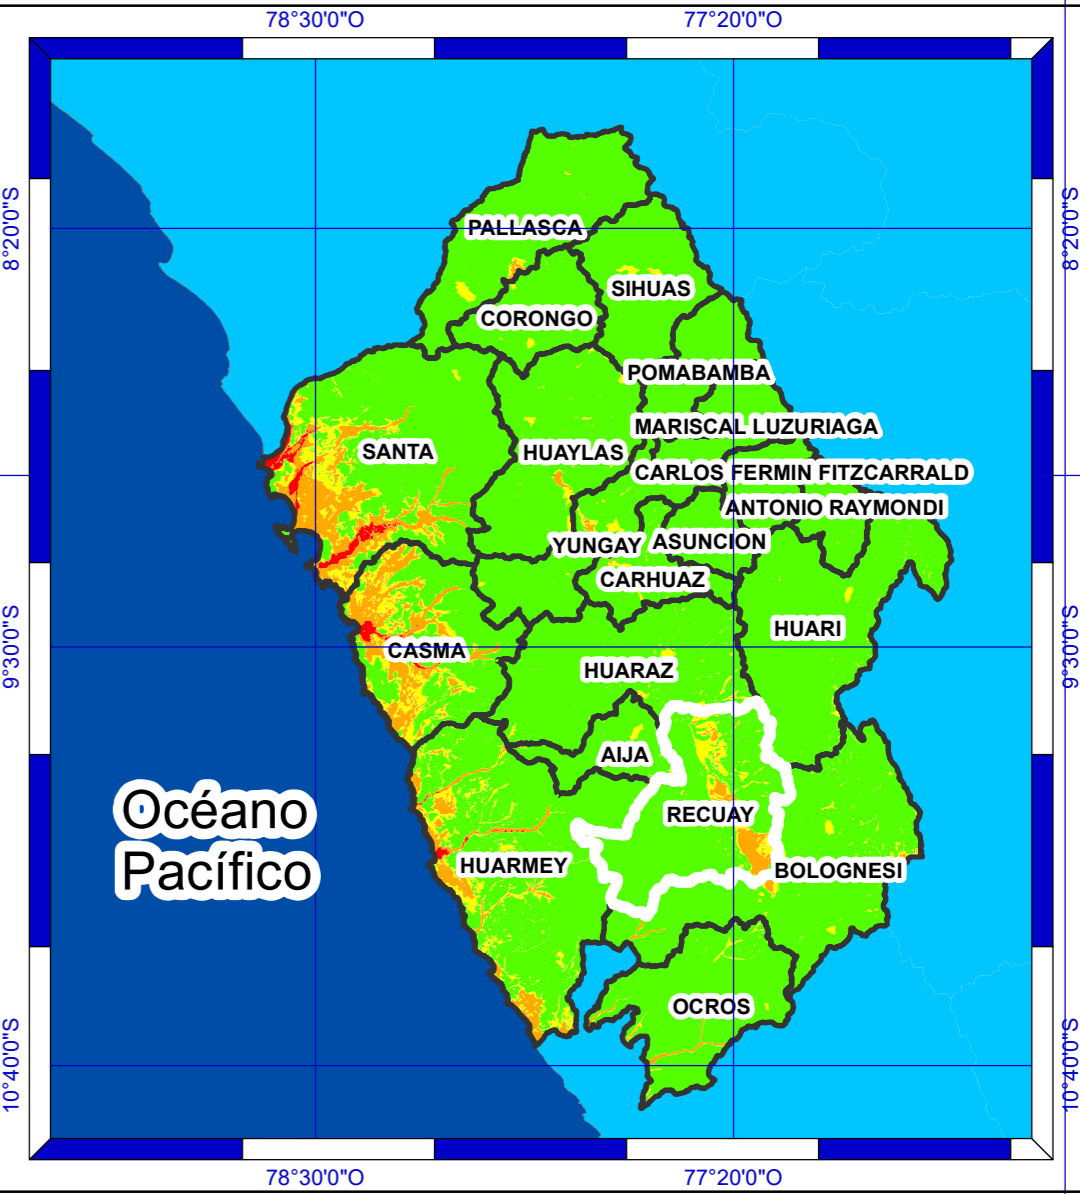 78°30'0"O
77°20'0"O
8°20'0"S
8°20'0"S
PALLASCA
SIHUAS
CORONGO
POMABAMBA
MARISCAL LUZURIAGA
SANTA
HUAYLAS
CARLOS FERMIN FITZCARRALD
ANTONIO RAYMONDI
YUNGAY
ASUNCION
CARHUAZ
HUARI
9°30'0"S
9°30'0"S
CASMA
HUARAZ
AIJA
Océano
Pacífico
RECUAY
HUARMEY
BOLOGNESI
OCROS
10°40'0"S
10°40'0"S
78°30'0"O
77°20'0"O